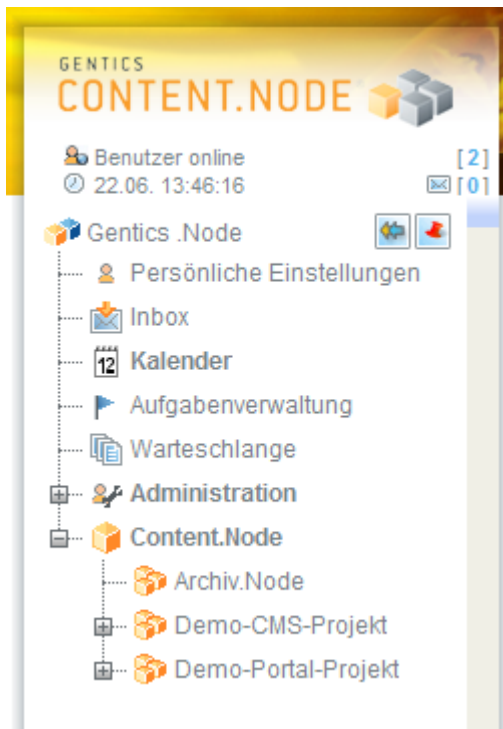 GENTICS
CONTENT.NODE
Benutzer online [2]
22.06. 13:46:16 [0]
Gentics .Node
Persönliche Einstellungen
Inbox
12 Kalender
Aufgabenverwaltung
Warteschlange
Administration
Content.Node
Archiv.Node
Demo-CMS-Projekt
Demo-Portal-Projekt